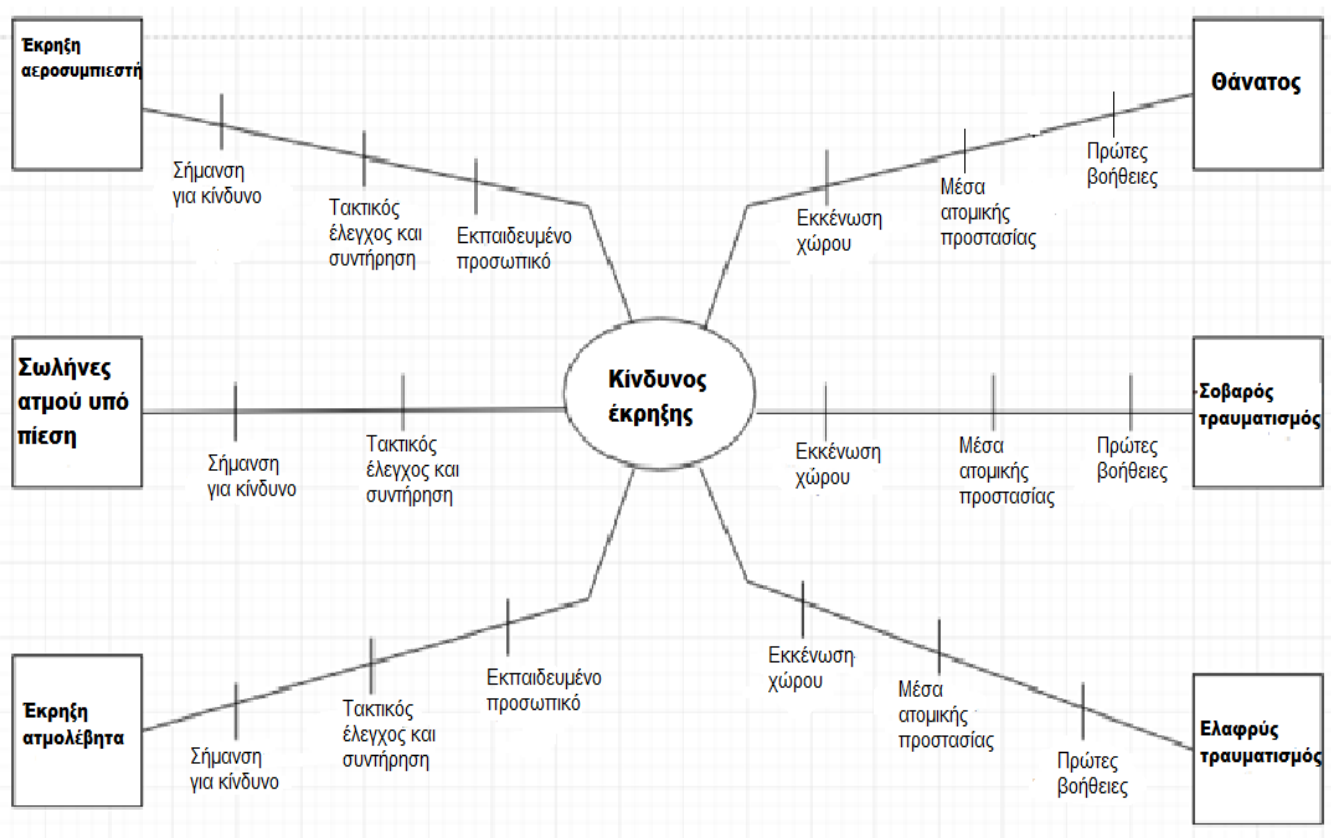 Έκρηξη
αεροσυμπιεστή
Σήμανση
για κίνδυνο
Τακτικός
έλεγχος και
συντήρηση
Εκπαιδευμένο
προσωπικό
Εκκένωση
χώρου
Μέσα
ατομικής
προστασίας
Πρώτες
βοήθειες
Θάνατος
Σωλήνες
ατμού υπό
πίεση
Σήμανση
για κίνδυνο
Τακτικός
έλεγχος και
συντήρηση
Κίνδυνος
έκρηξης
Εκκένωση
χώρου
Μέσα
ατομικής
προστασίας
Πρώτες
βοήθειες
Σοβαρός
τραυματισμός
Έκρηξη
ατμολέβητα
Σήμανση
για κίνδυνο
Τακτικός
έλεγχος και
συντήρηση
Εκπαιδευμένο
προσωπικό
Εκκένωση
χώρου
Μέσα
ατομικής
προστασίας
Πρώτες
βοήθειες
Ελαφρύς
τραυματισμός